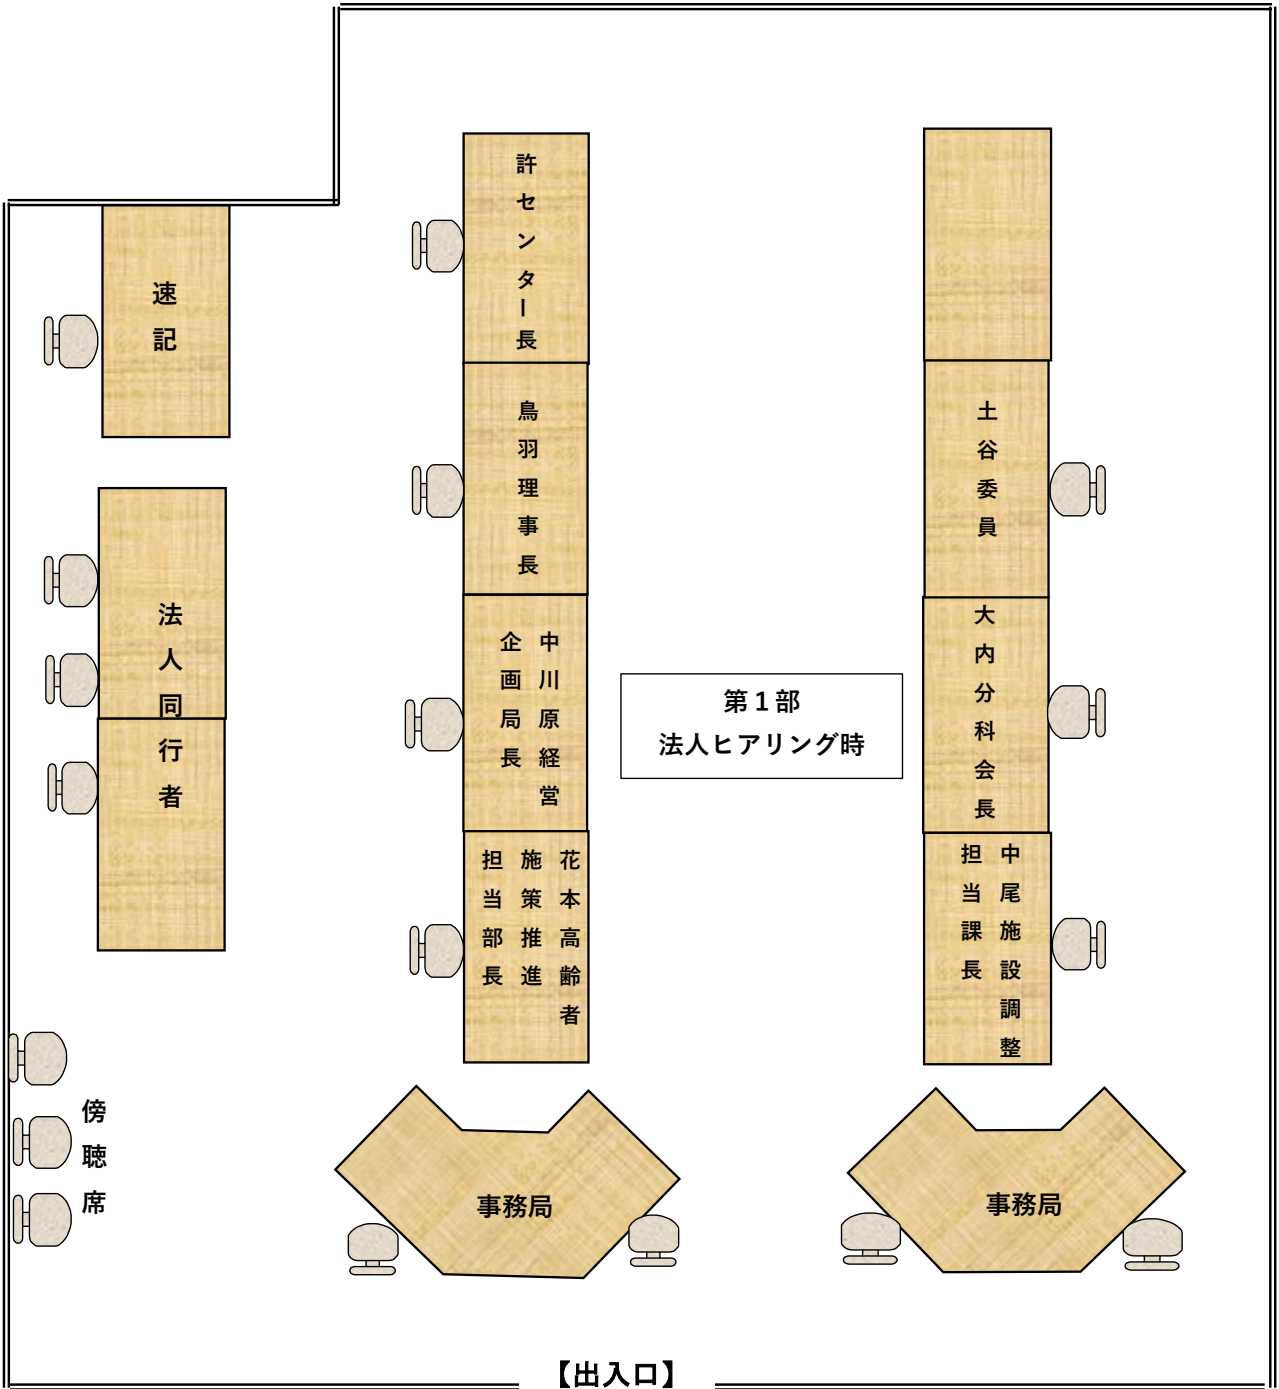 速記
法人同行者
傍聴席
許センター長
鳥羽理事長
中川原経営
企画局長
花本高齢者
施策推進
担当部長
第１部
法人ヒアリング時
土谷委員
大内分科会長
中尾施設調整
担当課長
事務局
事務局
【出入口】